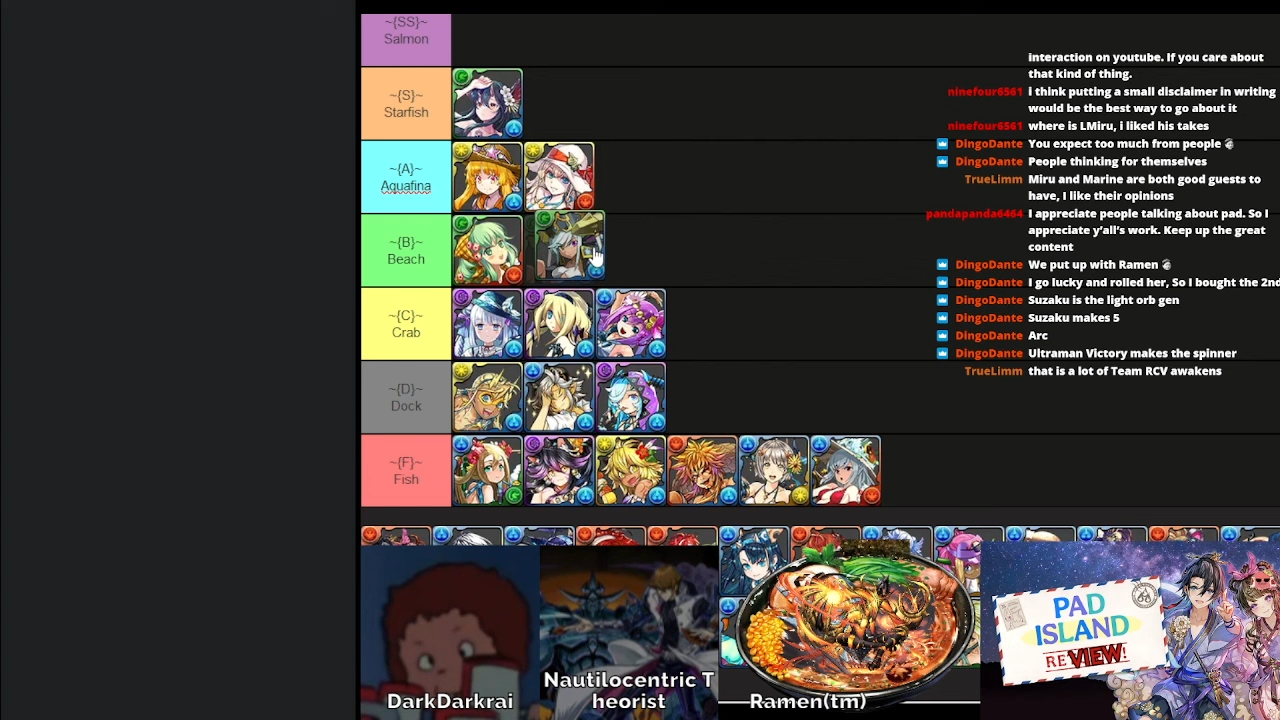 ~{SS}~
Salmon
~{S}~
Starfish
~{A}~
Aquafina
~{B}~
Beach
~{C}~
Crab
~{D}~
Dock
~{F}~
Fish
interaction on youtube. If you care about
that kind of thing.
ninefour6561 i think putting a small disclaimer in writing
would be the best way to go about it
ninefour6561 where is LMiru, i liked his takes
DingoDante You expect too much from people
DingoDante People thinking for themselves
TrueLimm Miru and Marine are both good guests to
have, I like their opinions
pandapanda6464 I appreciate people talking about pad. So I
appreciate y'all's work. Keep up the great
content
DingoDante We put up with Ramen
DingoDante I go lucky and rolled her, So I bought the 2nd
DingoDante Suzaku is the light orb gen
DingoDante Suzaku makes 5
DingoDante Arc
DingoDante Ultraman Victory makes the spinner
TrueLimm that is a lot of Team RCV awakens
DarkDarkrai
Nautilocentric T
heorist
Ramen(tm)
PAD
ISLAND
REVIEW!